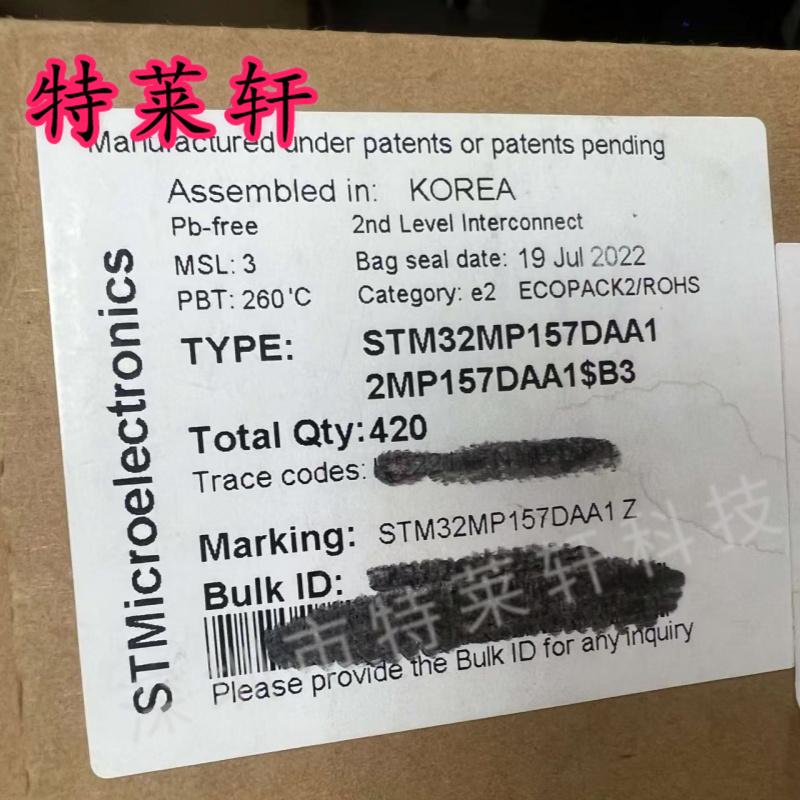 特莱轩
Manufactured under patents or patents pending
Assembled in: KOREA
Pb-free 2nd Level Interconnect
MSL: 3 Bag seal date: 19 Jul 2022
PBT: 260'C Category: e2 ECOPACK2/ROHS
TYPE: STM32MP157DAA1
2MP157DAA1$B3
Total Qty:420
Trace codes:
Marking: STM32MP157DAA1 Z
Bulk ID:
Please provide the Bulk ID for any inquiry
STMicroelectronics
深 市特莱轩科技